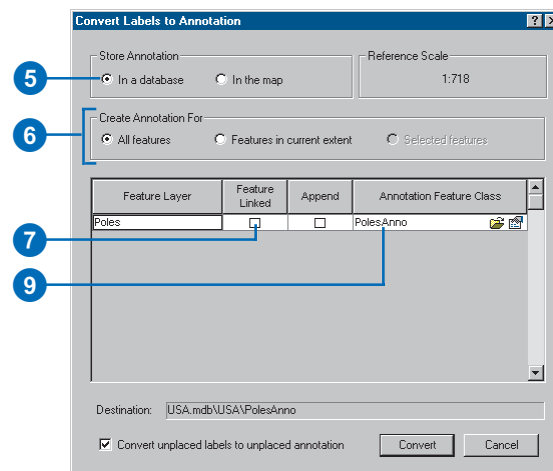 Convert Labels to Annotation
Store Annotation
Reference Scale
5
In a database
In the map
1:718
6
Create Annotation For
All features
Features in current extent
Selected features
Feature Layer
Feature Linked
Append
Annotation Feature Class
Poles
PolesAnno
7
9
Destination: USA.mdb\USA\PolesAnno
Convert unplaced labels to unplaced annotation
Convert
Cancel